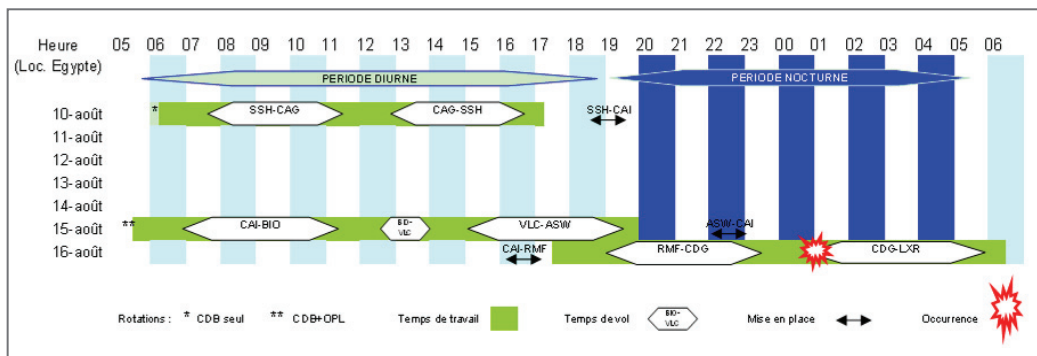 Heure 05 06 07 08 09 10 11 12 13 14 15 16 17 18 19 20 21 22 23 00 01 02 03 04 05 06
(Loc. Egypte)
PERIODE DIURNE PERIODE NOCTURNE
10-août * SSH-CAG CAG-SSH SSH-CAI
11-août
12-août
13-août
14-août
15-août ** CAI-BIO BIO-VLC VLC-ASW ASW-CAI
16-août CAI-RMF RMF-CDG CDG-LXR
Rotations : * CDB seul ** CDB+OPL Temps de travail Temps de vol BIO-VLC Mise en place Occurrence